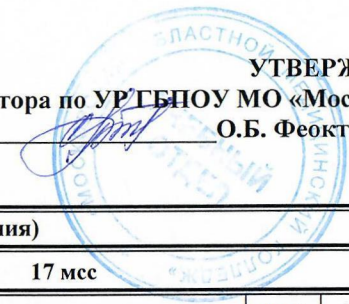 УТВЕРЖ
тора по УР ГБПОУ МО «Мос
О.Б. Феокт
ния)
17 мсс